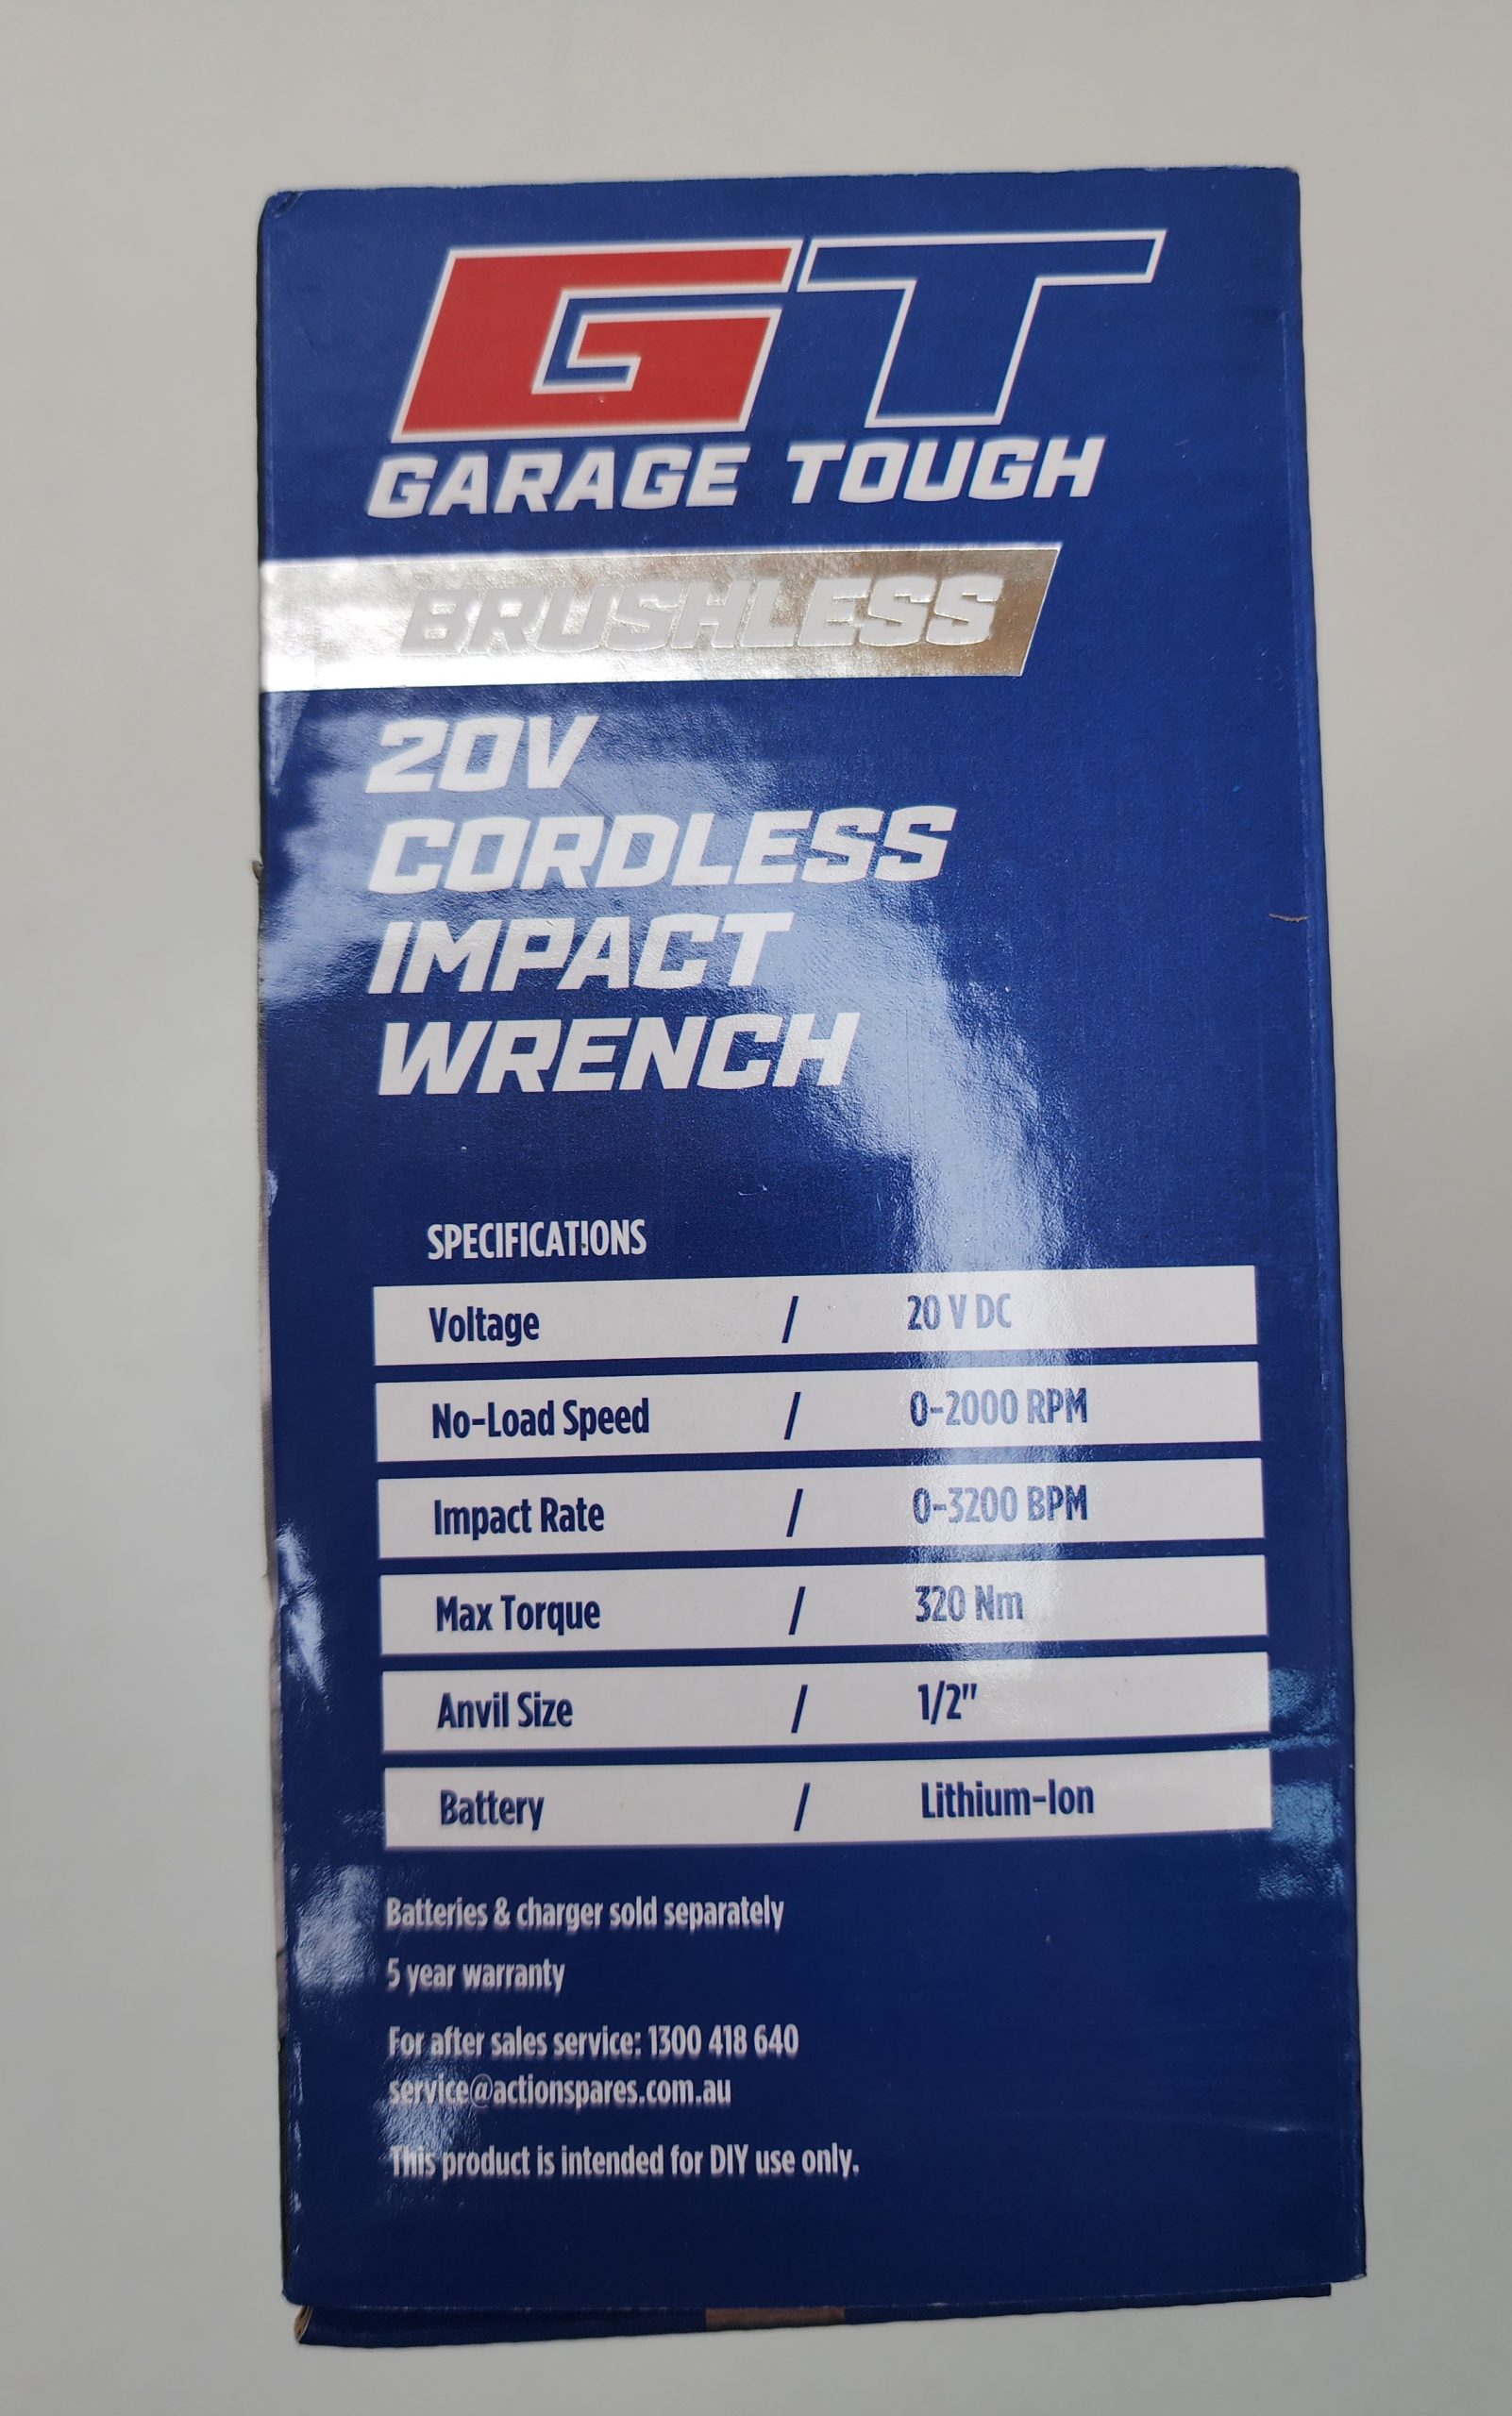 GT
GARAGE TOUGH
BRUSHLESS
20V
CORDLESS
IMPACT
WRENCH
SPECIFICATIONS
Voltage / 20 V DC
No-Load Speed / 0-2000 RPM
Impact Rate / 0-3200 BPM
Max Torque / 320 Nm
Anvil Size / 1/2"
Battery / Lithium-Ion
Batteries & charger sold separately
5 year warranty
For after sales service: 1300 418 640
service@actionspares.com.au
This product is intended for DIY use only.